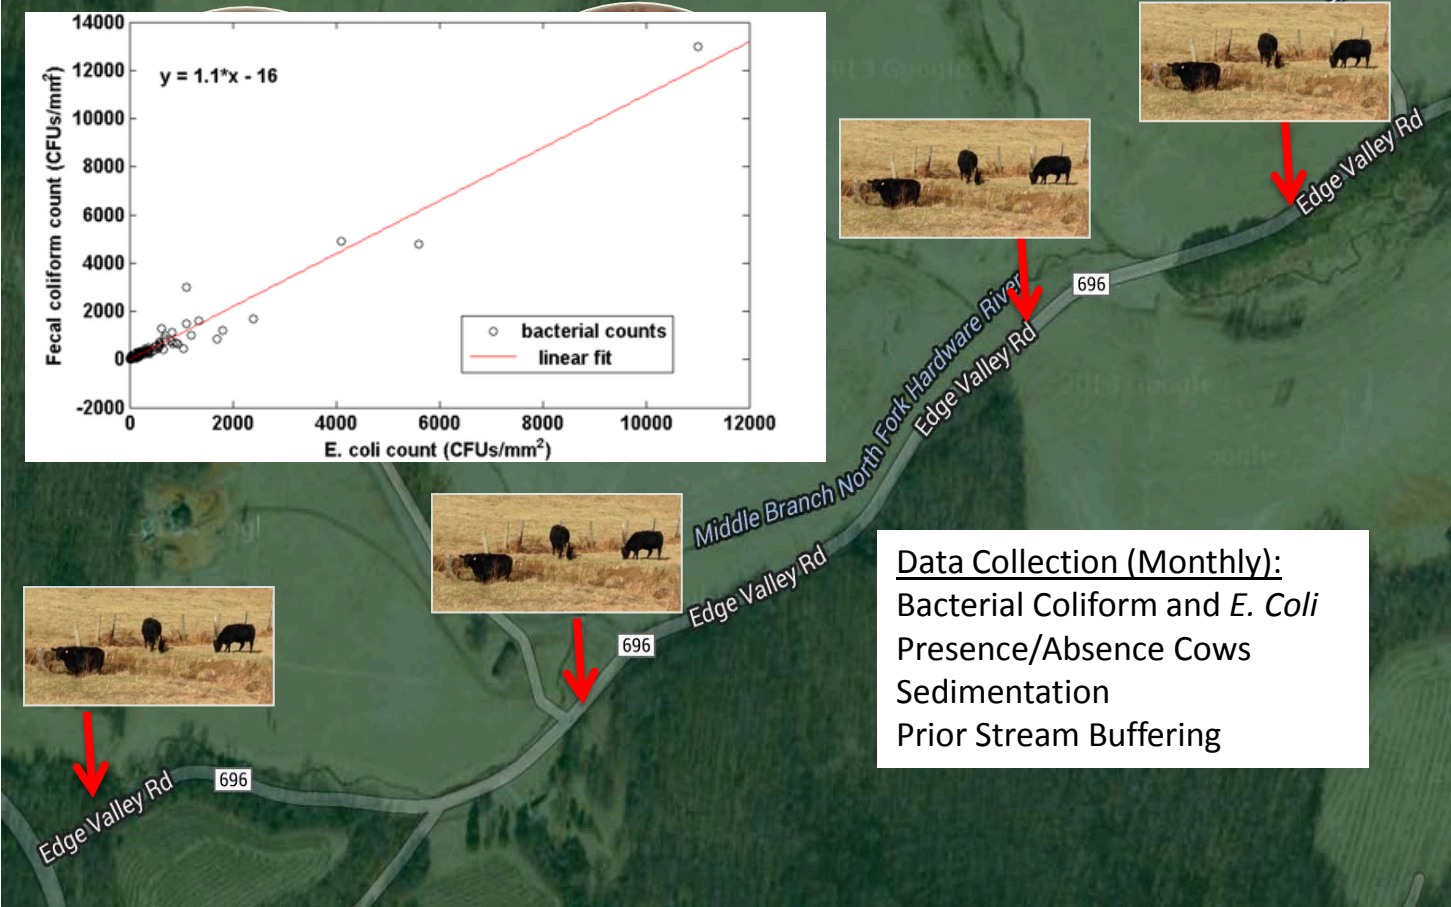 14000
12000
10000
8000
6000
4000
2000
0
-2000
Fecal coliform count (CFUs/mm²)
y = 1.1*x - 16
bacterial counts
linear fit
0 2000 4000 6000 8000 10000 12000
E. coli count (CFUs/mm²)
Edge Valley Rd
696
Middle Branch North Fork Hardware River
Edge Valley Rd
Edge Valley Rd
696
Edge Valley Rd
696
Data Collection (Monthly):
Bacterial Coliform and E. Coli
Presence/Absence Cows
Sedimentation
Prior Stream Buffering